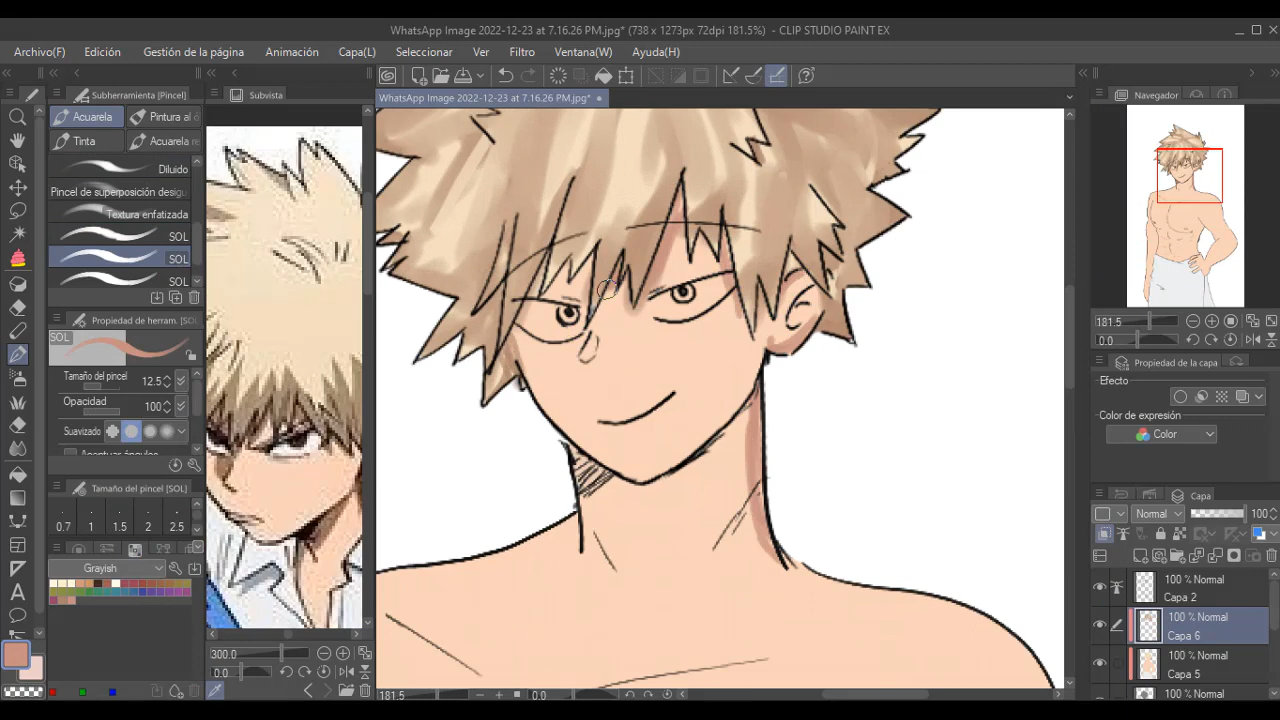 WhatsApp Image 2022-12-23 at 7.16.26 PM.jpg* (738 x 1273px 72dpi 181.5%) - CLIP STUDIO PAINT EX
Archivo(F) Edición Gestión de la página Animación Capa(L) Seleccionar Ver Filtro Ventana(W) Ayuda(H)
Subherramienta [Pincel] Subvista WhatsApp Image 2022-12-23 at 7.16.26 PM.jpg* Navegador
Acuarela Pintura al
Tinta Acuarela re
Diluido
Pincel de superposición desigu
Textura enfatizada
SOL
SOL
SOL
Propiedad de herram. [SOL]
SOL
Tamaño del pincel 12.5
Opacidad 100
Suavizado
Tamaño del pincel [SOL]
0.7 1 1.5 2 2.5
Grayish
300.0
0.0
181.5 0.0
181.5
0.0
Propiedad de la capa
Efecto
Color de expresión
Color
Capa
Normal 100
100 % Normal
Capa 2
100 % Normal
Capa 6
100 % Normal
Capa 5
100 % Normal